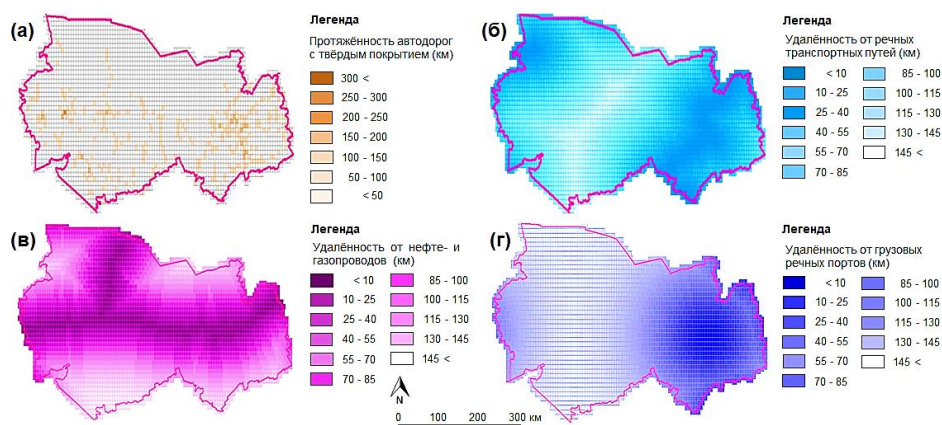 (а)
Легенда
Протяжённость автодорог
с твёрдым покрытием (км)
300 <
250 - 300
200 - 250
150 - 200
100 - 150
50 - 100
< 50
(б)
Легенда
Удалённость от речных
транспортных путей (км)
< 10
10 - 25
25 - 40
40 - 55
55 - 70
70 - 85
85 - 100
100 - 115
115 - 130
130 - 145
145 <
(в)
Легенда
Удалённость от нефте- и
газопроводов (км)
< 10
10 - 25
25 - 40
40 - 55
55 - 70
70 - 85
85 - 100
100 - 115
115 - 130
130 - 145
145 <
N
0 100 200 300 км
(г)
Легенда
Удалённость от грузовых
речных портов (км)
< 10
10 - 25
25 - 40
40 - 55
55 - 70
70 - 85
85 - 100
100 - 115
115 - 130
130 - 145
145 <